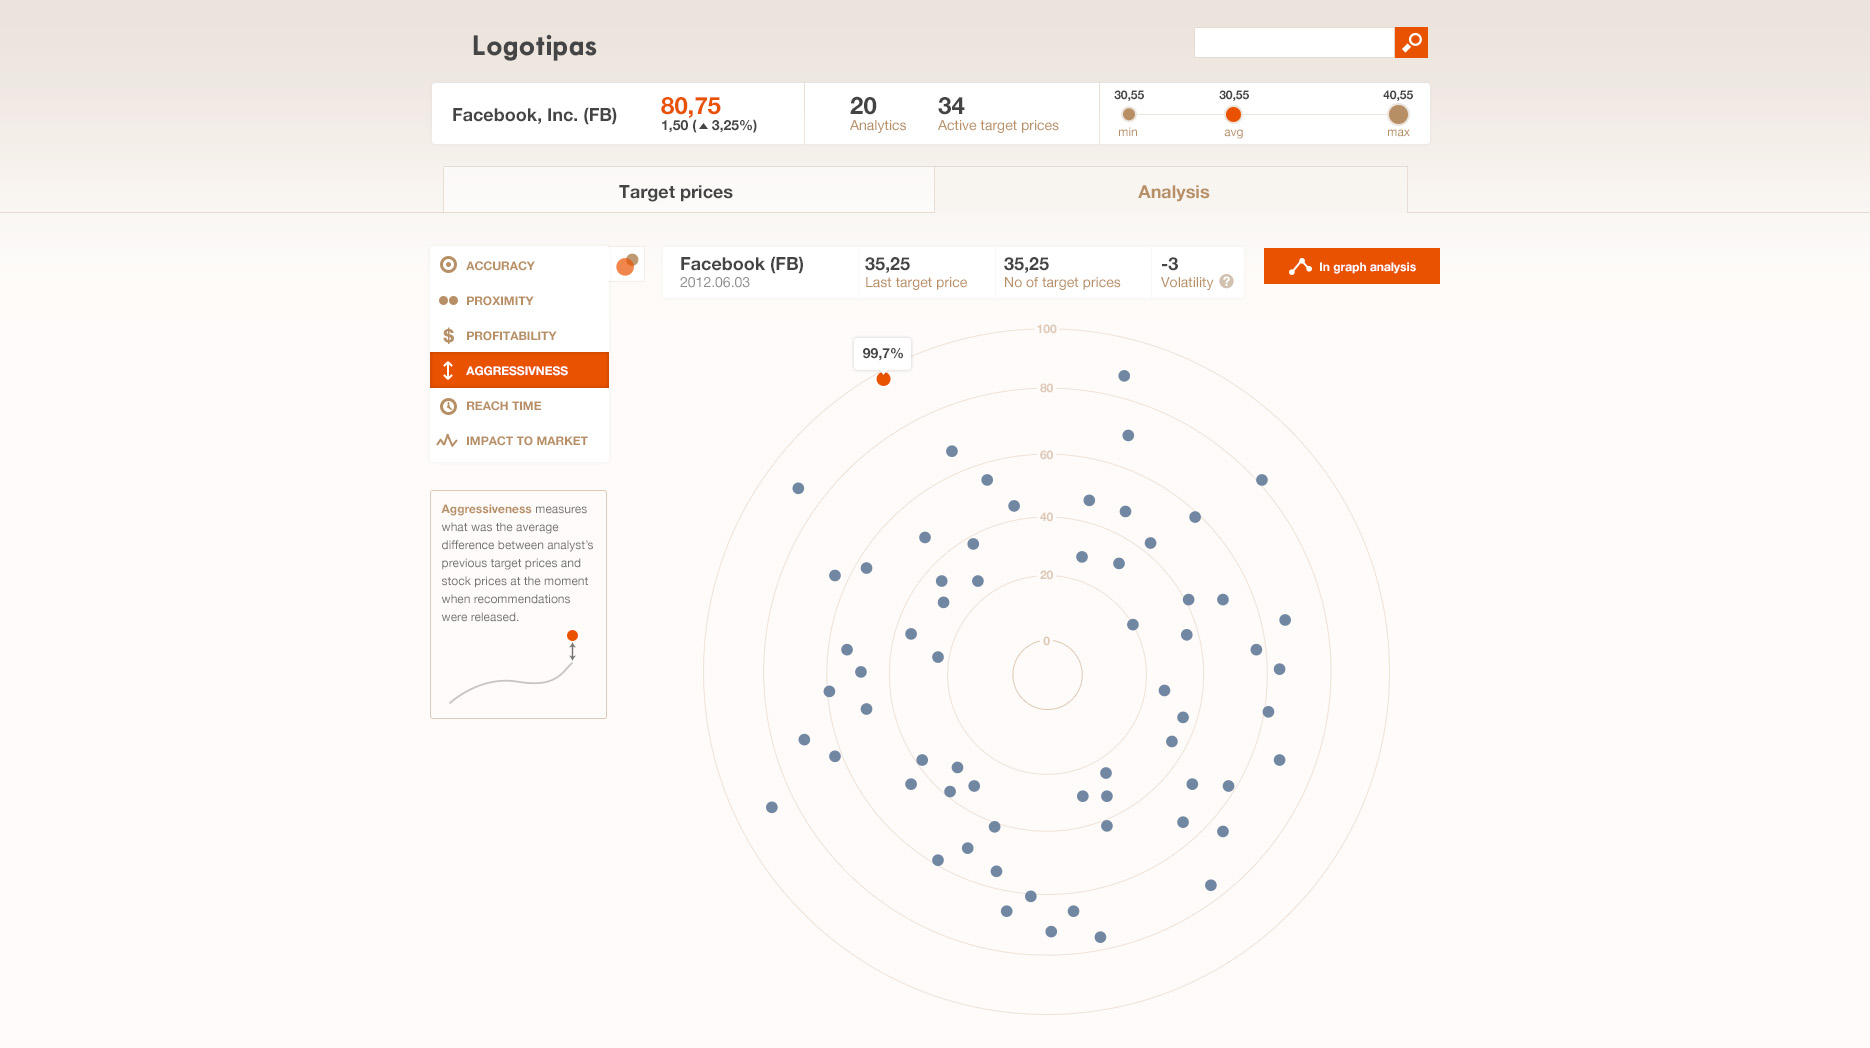 Logotipas
Facebook, Inc. (FB)
80,75
1,50 (▲ 3,25%)
20
Analytics
34
Active target prices
30,55
min
30,55
avg
40,55
max
Target prices
Analysis
ACCURACY
PROXIMITY
PROFITABILITY
AGGRESSIVNESS
REACH TIME
IMPACT TO MARKET
Facebook (FB)
2012.06.03
35,25
Last target price
35,25
No of target prices
-3
Volatility ?
In graph analysis
Aggressiveness measures
what was the average
difference between analyst's
previous target prices and
stock prices at the moment
when recommendations
were released.
99,7%
100
80
60
40
20
0